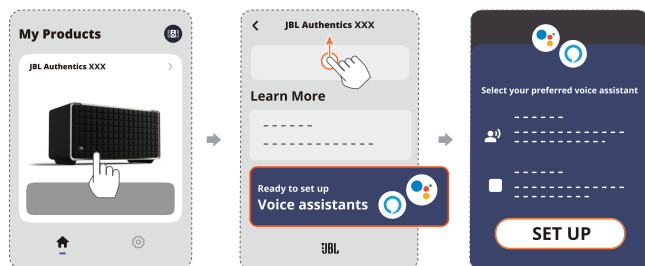 My Products
JBL Authentics XXX
JBL Authentics XXX
Learn More
Ready to set up
Voice assistants
JBL
Select your preferred voice assistant
SET UP